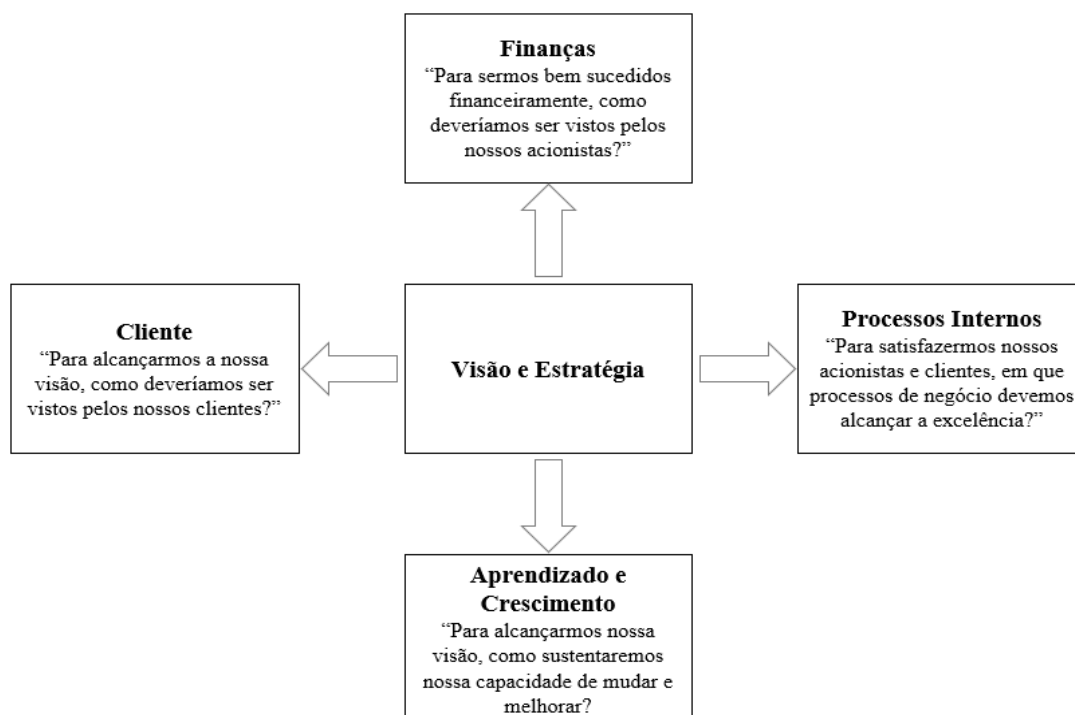 Finanças
“Para sermos bem sucedidos
financeiramente, como
deveríamos ser vistos pelos
nossos acionistas?”
Cliente
“Para alcançarmos a nossa
visão, como deveríamos ser
vistos pelos nossos clientes?”
Visão e Estratégia
Processos Internos
“Para satisfazermos nossos
acionistas e clientes, em que
processos de negócio devemos
alcançar a excelência?”
Aprendizado e
Crescimento
“Para alcançarmos nossa
visão, como sustentaremos
nossa capacidade de mudar e
melhorar?